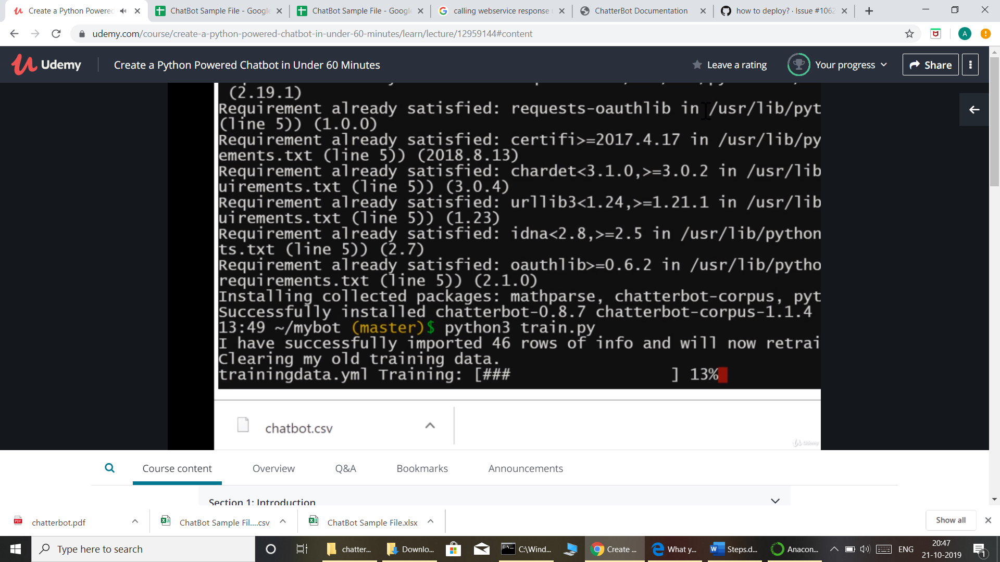 Create a Python Powered
ChatBot Sample File - Google
ChatBot Sample File - Google
calling webservice response
ChatterBot Documentation
how to deploy? · Issue #1062
udemy.com/course/create-a-python-powered-chatbot-in-under-60-minutes/learn/lecture/12959144#content
A
Udemy
Create a Python Powered Chatbot in Under 60 Minutes
Leave a rating
Your progress
Share
(2.19.1)
Requirement already satisfied: requests-oauthlib in /usr/lib/pyt
(line 5)) (1.0.0)
Requirement already satisfied: certifi>=2017.4.17 in /usr/lib/py
ements.txt (line 5)) (2018.8.13)
Requirement already satisfied: chardet<3.1.0,>=3.0.2 in /usr/lib
uirements.txt (line 5)) (3.0.4)
Requirement already satisfied: urllib3<1.24,>=1.21.1 in /usr/lib
uirements.txt (line 5)) (1.23)
Requirement already satisfied: idna<2.8,>=2.5 in /usr/lib/python
ts.txt (line 5)) (2.7)
Requirement already satisfied: oauthlib>=0.6.2 in /usr/lib/pytho
requirements.txt (line 5)) (2.1.0)
Installing collected packages: mathparse, chatterbot-corpus, pyt
Successfully installed chatterbot-0.8.7 chatterbot-corpus-1.1.4
13:49 ~/mybot (master)$ python3 train.py
I have successfully imported 46 rows of info and will now retrai
Clearing my old training data.
trainingdata.yml Training: [### ] 13%
chatbot.csv
Udemy
Course content
Overview
Q&A
Bookmarks
Announcements
Section 1: Introduction
PDF
chatterbot.pdf
ChatBot Sample Fil....csv
ChatBot Sample File.xlsx
Show all
Type here to search
chatter...
Downlo...
C:\Wind...
Create ...
What y...
Steps.d...
Anacon...
ENG
20:47
21-10-2019
1